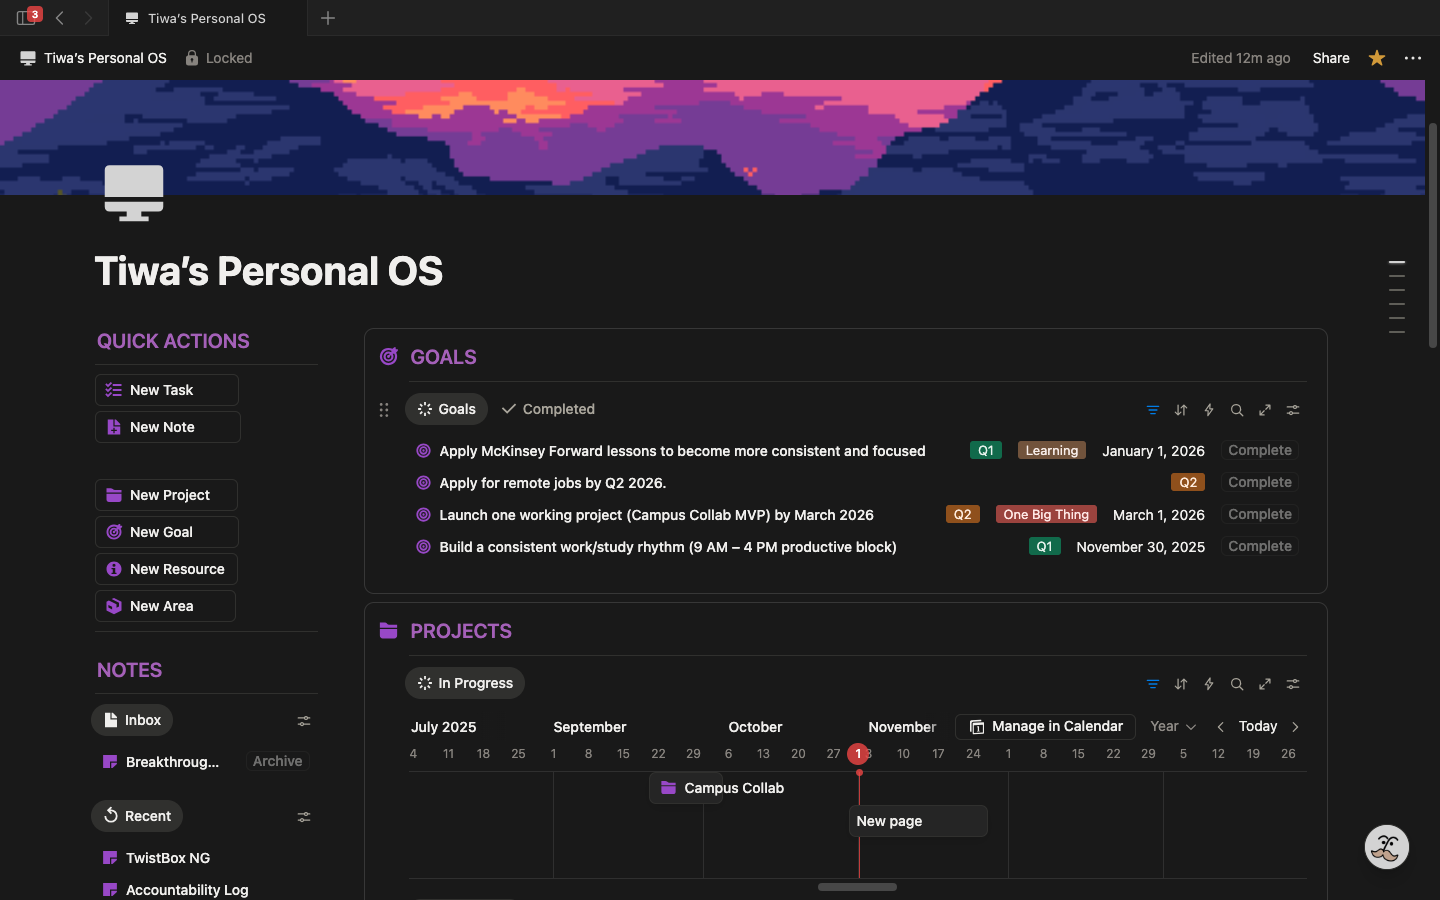 3
Tiwa's Personal OS
Tiwa's Personal OS
Locked
Edited 12m ago
Share
Tiwa's Personal OS
QUICK ACTIONS
New Task
New Note
New Project
New Goal
New Resource
New Area
NOTES
Inbox
Breakthroug...
Archive
Recent
TwistBox NG
Accountability Log
GOALS
Goals
Completed
Apply McKinsey Forward lessons to become more consistent and focused Q1 Learning January 1, 2026 Complete
Apply for remote jobs by Q2 2026. Q2 Complete
Launch one working project (Campus Collab MVP) by March 2026 Q2 One Big Thing March 1, 2026 Complete
Build a consistent work/study rhythm (9 AM – 4 PM productive block) Q1 November 30, 2025 Complete
PROJECTS
In Progress
July 2025 September October November Manage in Calendar Year Today
4 11 18 25 1 8 15 22 29 6 13 20 27 1 3 10 17 24 1 8 15 22 29 5 12 19 26
Campus Collab
New page